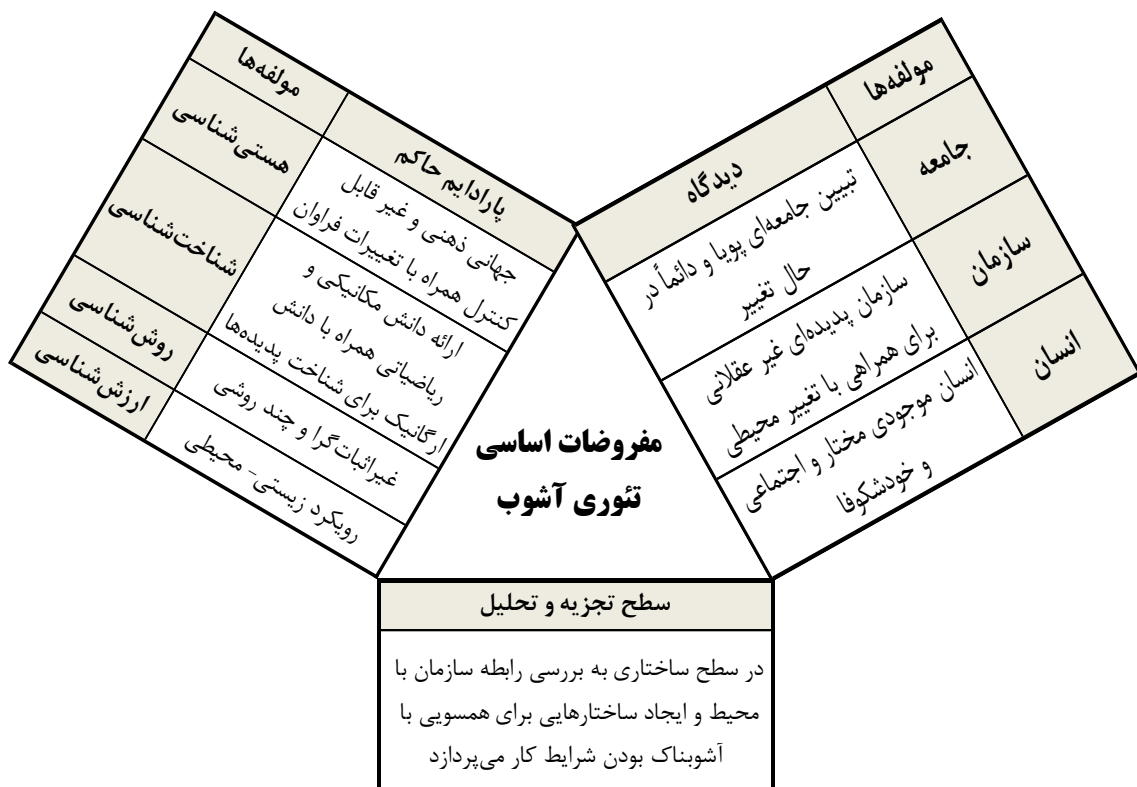 مولفه‌ها
دیدگاه
جامعه
تبیین جامعه‌ای پویا و دائماً در
حال تغییر
سازمان
سازمان پدیده‌ای غیر عقلانی
برای همراهی با تغییر محیطی
انسان
انسان موجودی مختار و اجتماعی
و خودشکوفا
مولفه‌ها
پارادایم حاکم
هستی‌شناسی
جهانی ذهنی و غیر قابل
کنترل همراه با تغییرات فراوان
شناخت‌شناسی
ارائه دانش مکانیکی و
ریاضیاتی همراه با دانش
ارگانیک برای شناخت پدیده‌ها
روش‌شناسی
غیراثبات‌گرا و چند روشی
ارزش‌شناسی
رویکرد زیستی - محیطی
مفروضات اساسی
تئوری آشوب
سطح تجزیه و تحلیل
در سطح ساختاری به بررسی رابطه سازمان با
محیط و ایجاد ساختارهایی برای همسویی با
آشوبناک بودن شرایط کار می‌پردازد